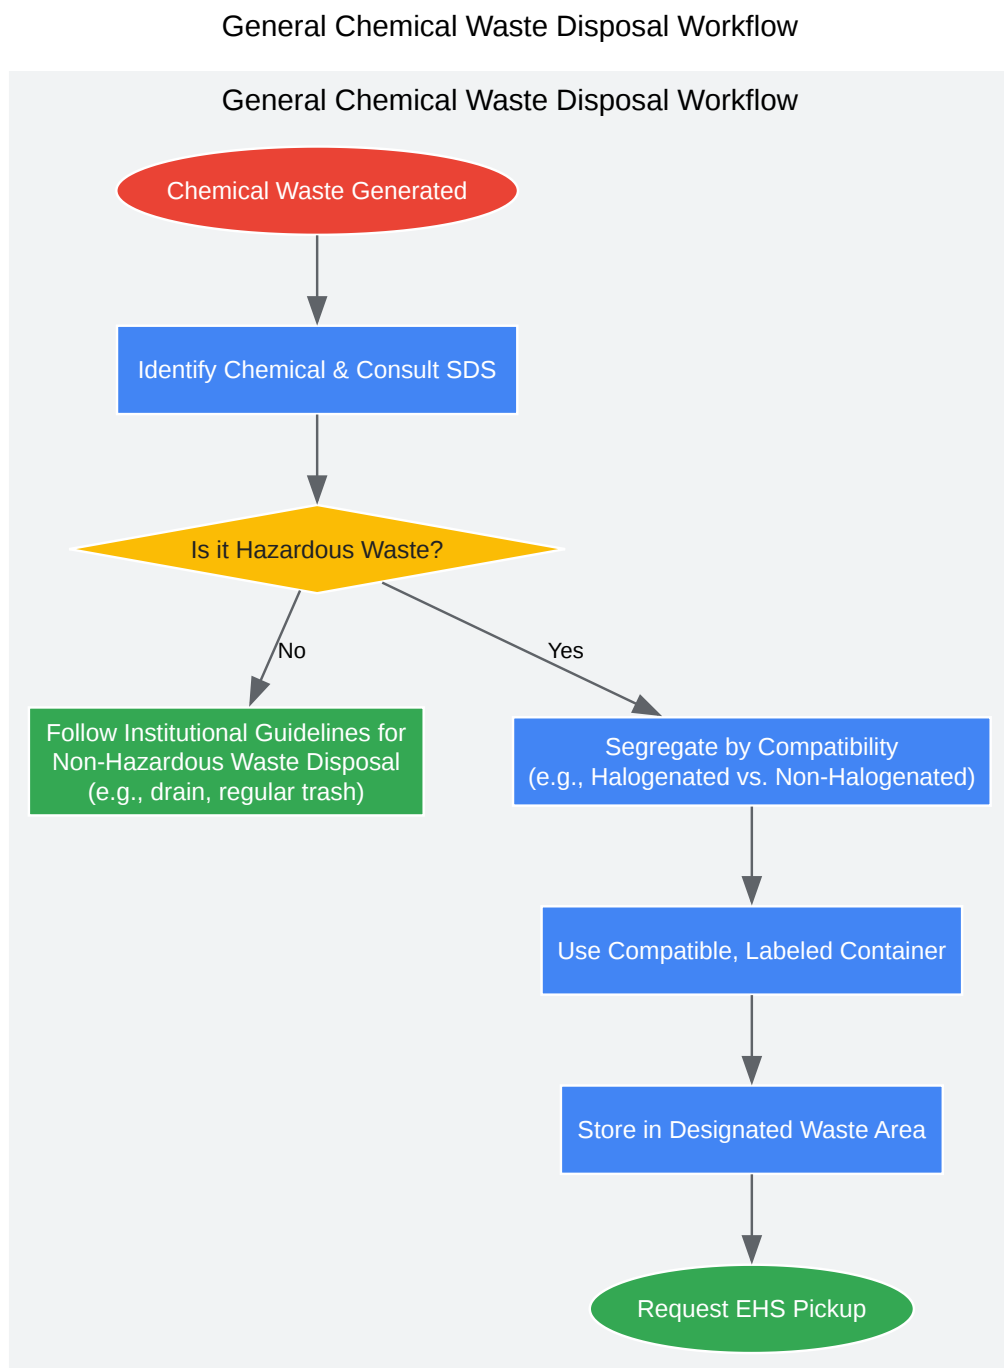 General Chemical Waste Disposal Workflow
General Chemical Waste Disposal Workflow
Chemical Waste Generated
Identify Chemical & Consult SDS
Is it Hazardous Waste?
No
Yes
Follow Institutional Guidelines for
Non-Hazardous Waste Disposal
(e.g., drain, regular trash)
Segregate by Compatibility
(e.g., Halogenated vs. Non-Halogenated)
Use Compatible, Labeled Container
Store in Designated Waste Area
Request EHS Pickup